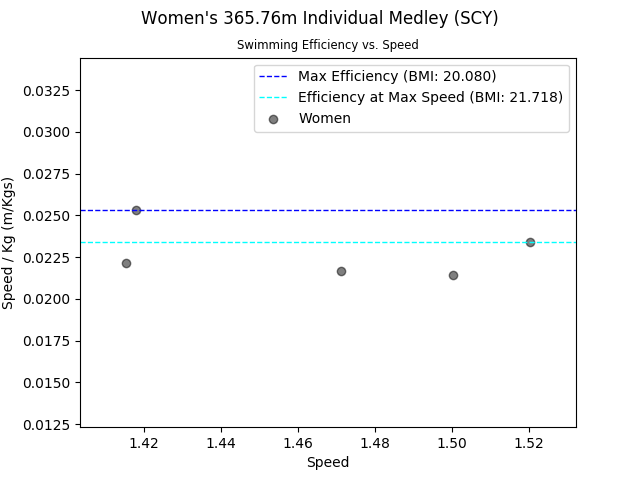 Women's 365.76m Individual Medley (SCY)
Swimming Efficiency vs. Speed
Max Efficiency (BMI: 20.080)
Efficiency at Max Speed (BMI: 21.718)
Women
Speed / Kg (m/Kgs)
0.0325
0.0300
0.0275
0.0250
0.0225
0.0200
0.0175
0.0150
0.0125
1.42 1.44 1.46 1.48 1.50 1.52
Speed